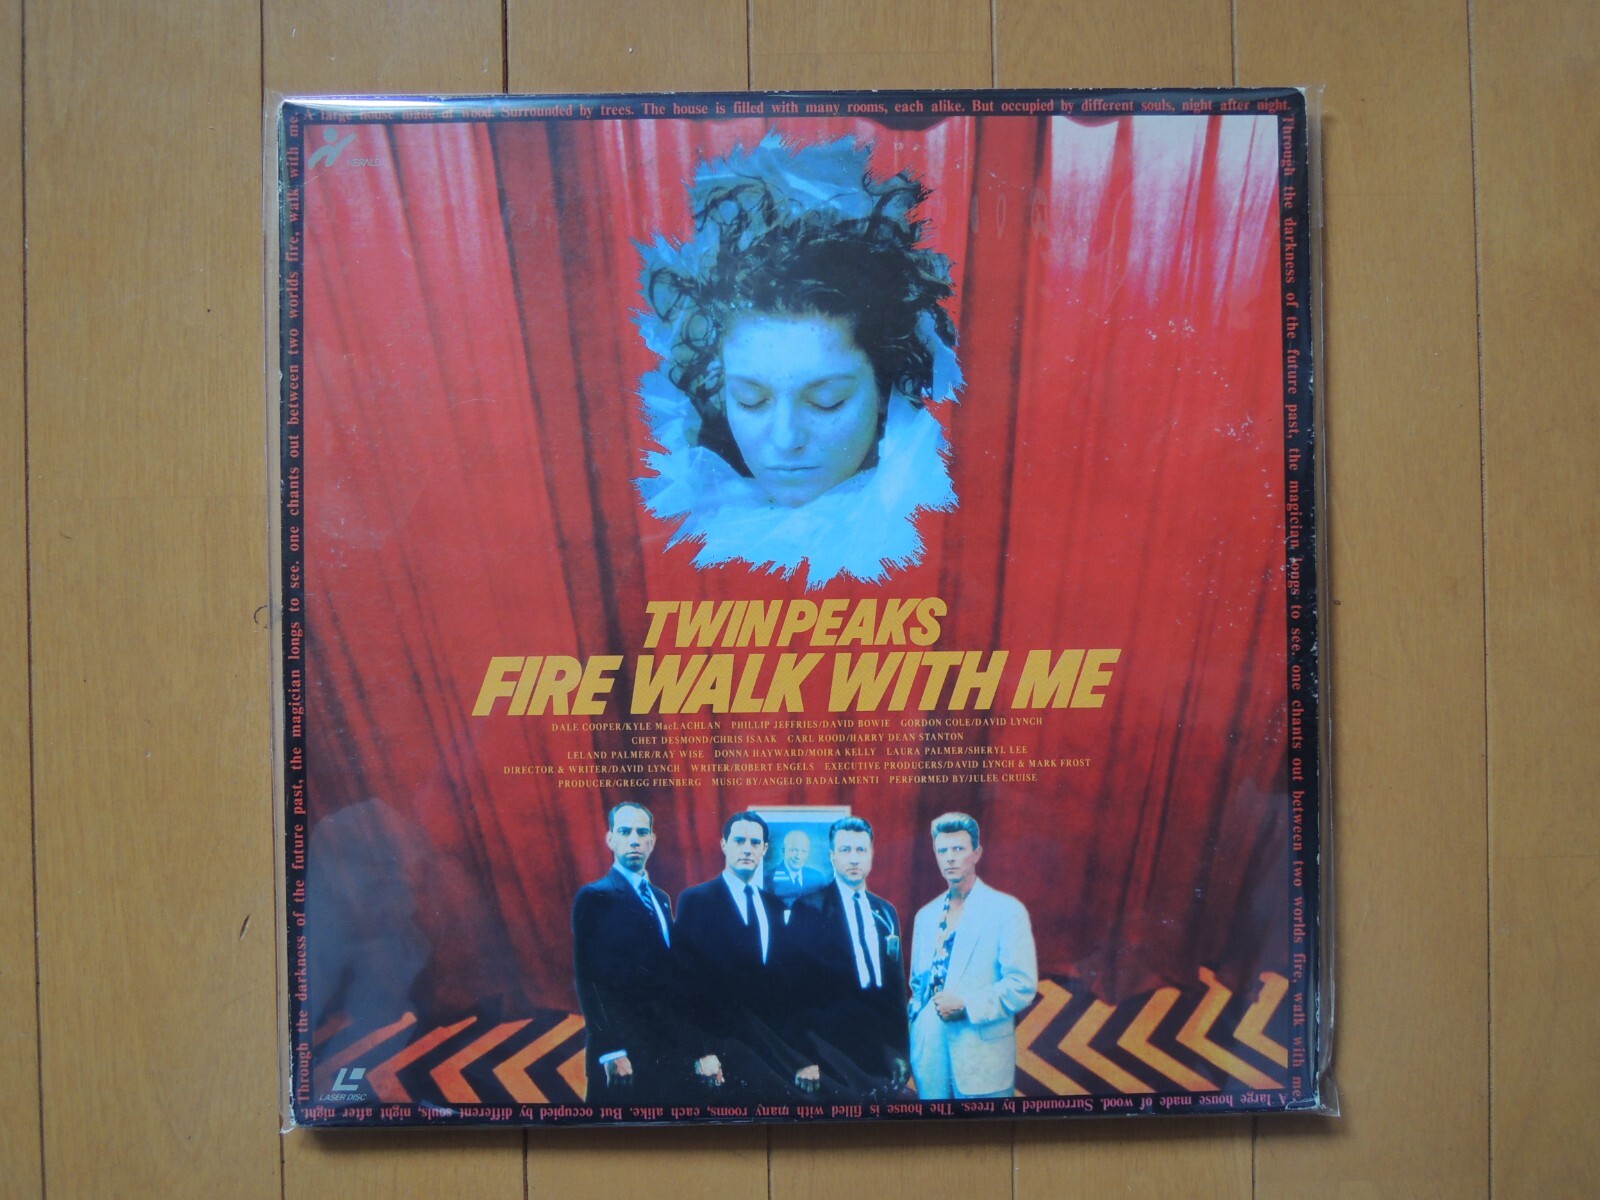 A large house made of wood. Surrounded by trees. The house is filled with many rooms, each alike. But occupied by different souls, night after night.
Through the darkness of the future past, the magician longs to see. one chants out between two worlds fire, walk with me.
HERALD
TWIN PEAKS
FIRE WALK WITH ME
DALE COOPER/KYLE MacLACHLAN PHILLIP JEFFRIES/DAVID BOWIE GORDON COLE/DAVID LYNCH
CHET DESMOND/CHRIS ISAAK CARL ROOD/HARRY DEAN STANTON
LELAND PALMER/RAY WISE DONNA HAYWARD/MOIRA KELLY LAURA PALMER/SHERYL LEE
DIRECTOR & WRITER/DAVID LYNCH WRITER/ROBERT ENGELS EXECUTIVE PRODUCERS/DAVID LYNCH & MARK FROST
PRODUCER/GREGG FIENBERG MUSIC BY/ANGELO BADALAMENTI PERFORMED BY/JULEE CRUISE
LASER DISC
A large house made of wood. Surrounded by trees. The house is filled with many rooms, each alike. But occupied by different souls, night after night.
Through the darkness of the future past, the magician longs to see. one chants out between two worlds fire, walk with me.